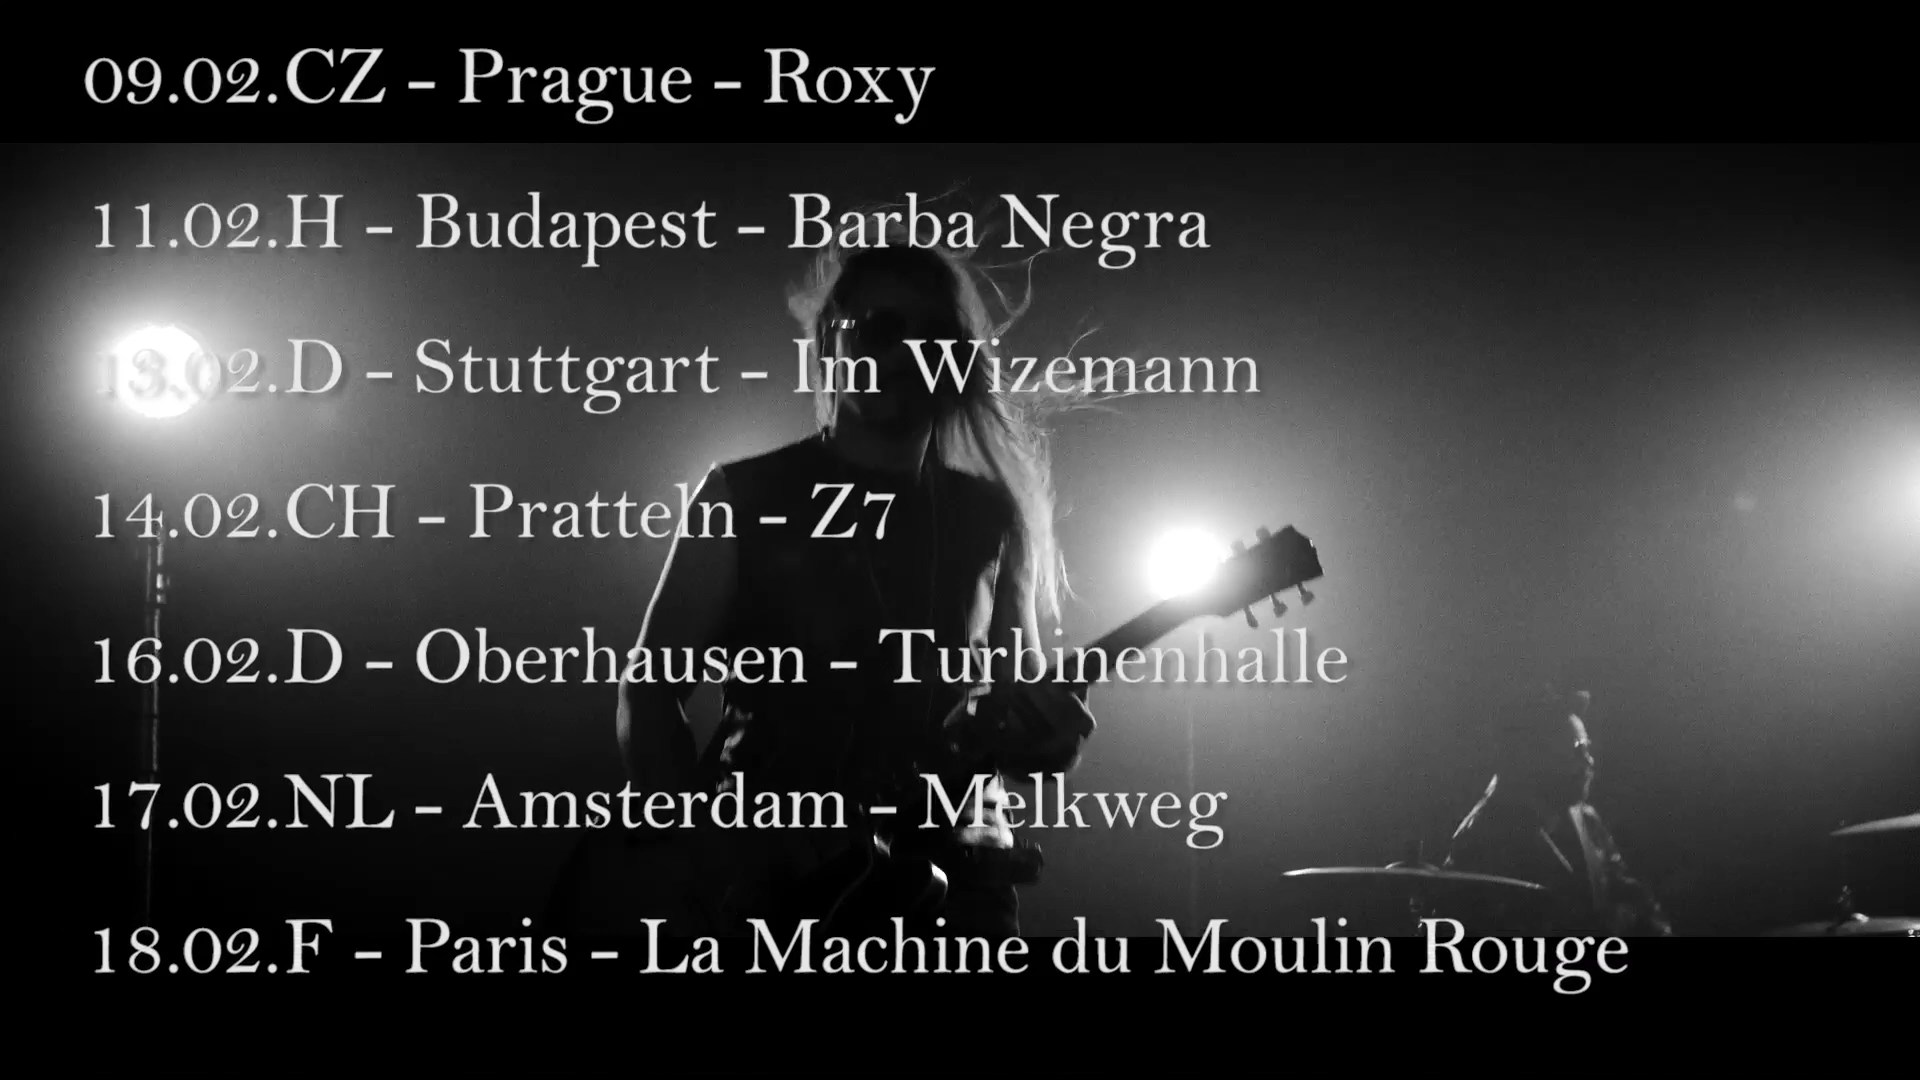 09.02.CZ - Prague - Roxy
11.02.H - Budapest - Barba Negra
13.02.D - Stuttgart - Im Wizemann
14.02.CH - Pratteln - Z7
16.02.D - Oberhausen - Turbinenhalle
17.02.NL - Amsterdam - Melkweg
18.02.F - Paris - La Machine du Moulin Rouge